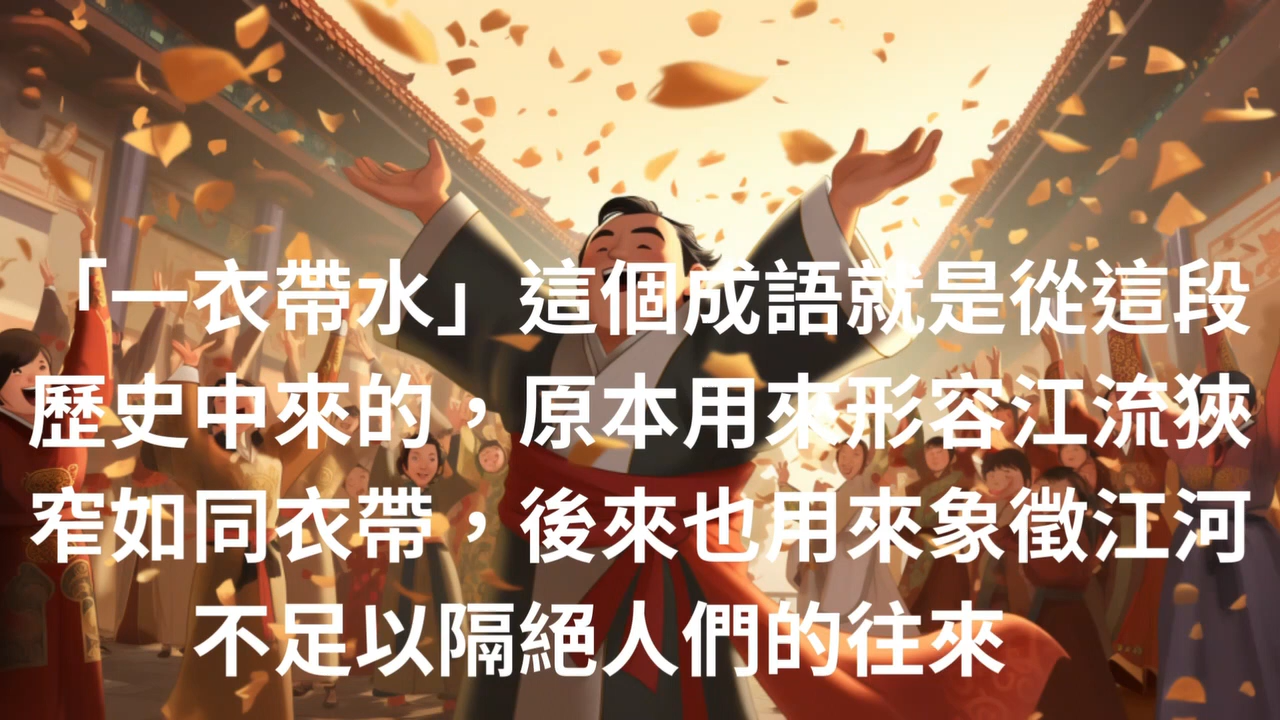 「一衣帶水」這個成語就是從這段
歷史中來的，原本用來形容江流狹
窄如同衣帶，後來也用來象徵江河
不足以隔絕人們的往來